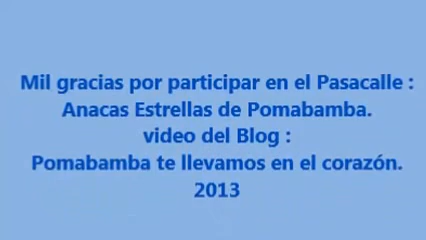 Mil gracias por participar en el Pasacalle :
Anacas Estrellas de Pomabamba.
video del Blog :
Pomabamba te llevamos en el corazón.
2013